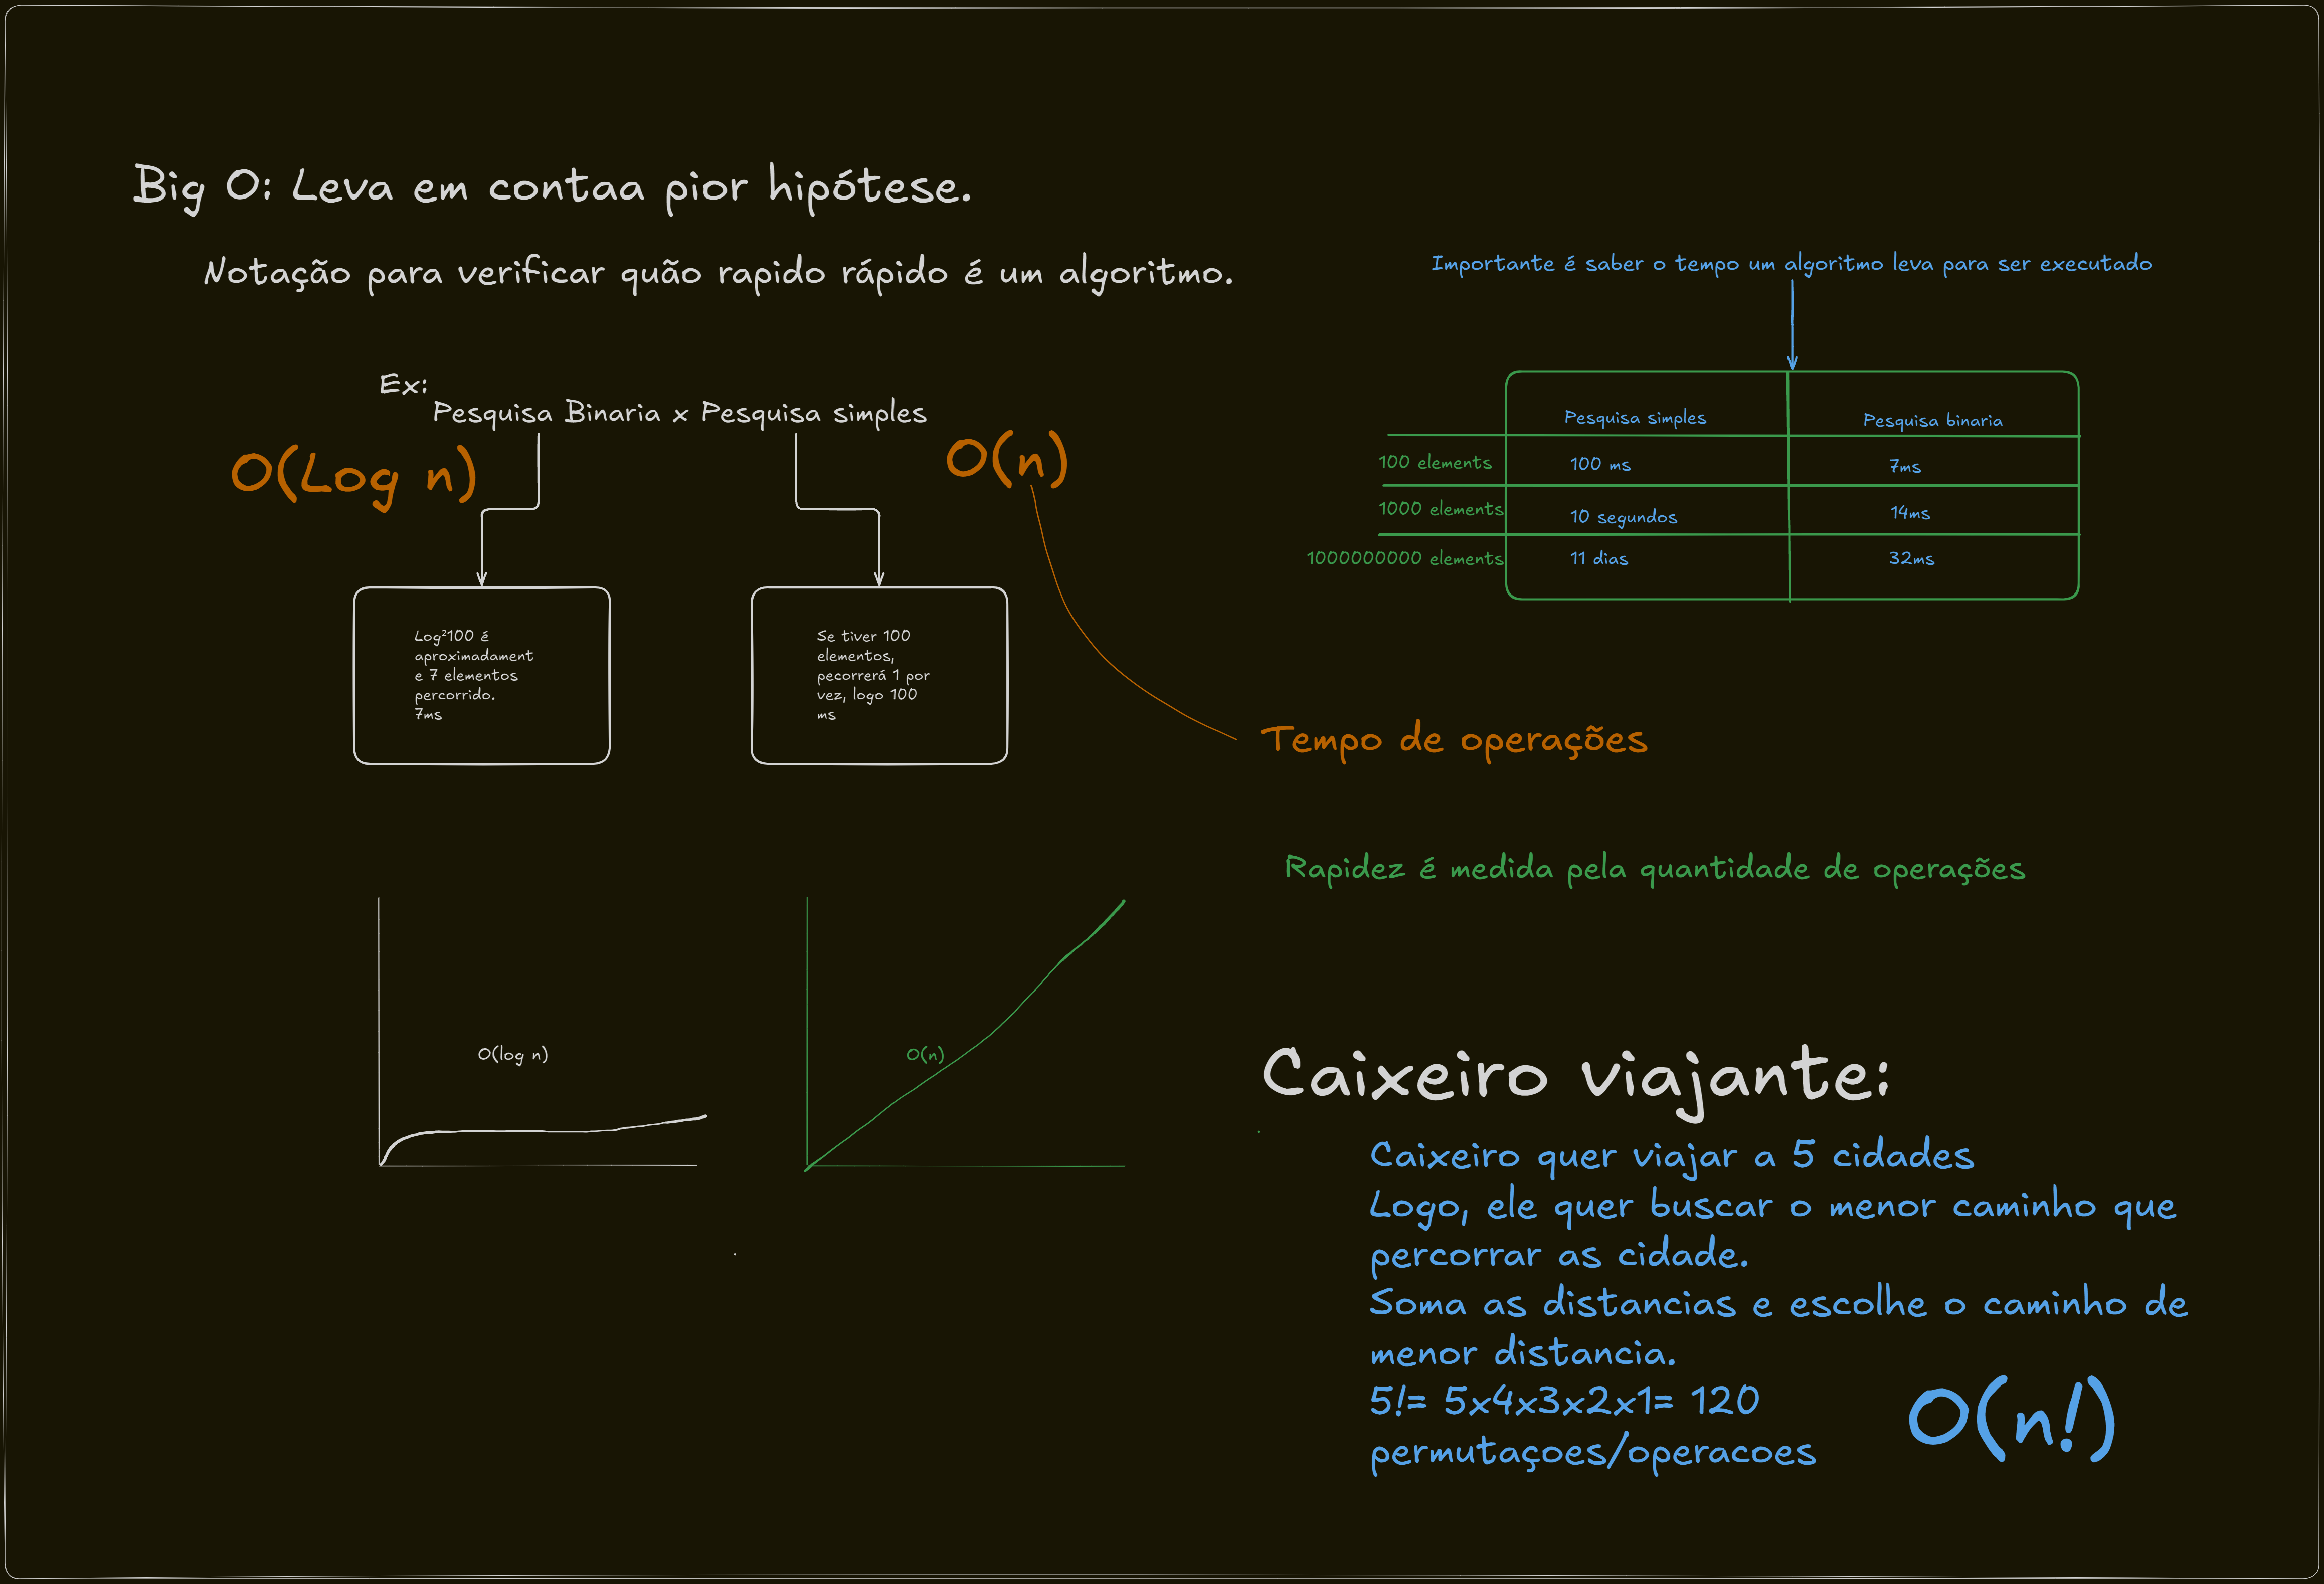 Big O: Leva em contaa pior hipótese.
Notação para verificar quão rapido rápido é um algoritmo.
Ex:
Pesquisa Binaria x Pesquisa simples
O(Log n)
O(n)
Log²100 é
aproximadament
e 7 elementos
percorrido.
7ms
Se tiver 100
elementos,
pecorrerá 1 por
vez, logo 100
ms
Importante é saber o tempo um algoritmo leva para ser executado
Pesquisa simples Pesquisa binaria
100 elements 100 ms 7ms
1000 elements 10 segundos 14ms
1000000000 elements 11 dias 32ms
Tempo de operações
Rapidez é medida pela quantidade de operações
O(log n)
O(n)
Caixeiro viajante:
Caixeiro quer viajar a 5 cidades
Logo, ele quer buscar o menor caminho que
percorrar as cidade.
Soma as distancias e escolhe o caminho de
menor distancia.
5!= 5x4x3x2x1= 120
permutaçoes/operacoes
O(n!)